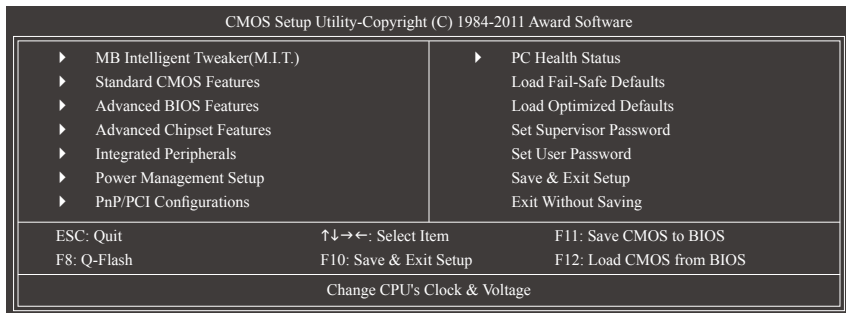 CMOS Setup Utility-Copyright (C) 1984-2011 Award Software
MB Intelligent Tweaker(M.I.T.)
Standard CMOS Features
Advanced BIOS Features
Advanced Chipset Features
Integrated Peripherals
Power Management Setup
PnP/PCI Configurations
PC Health Status
Load Fail-Safe Defaults
Load Optimized Defaults
Set Supervisor Password
Set User Password
Save & Exit Setup
Exit Without Saving
ESC: Quit ↑↓→←: Select Item F11: Save CMOS to BIOS
F8: Q-Flash F10: Save & Exit Setup F12: Load CMOS from BIOS
Change CPU's Clock & Voltage